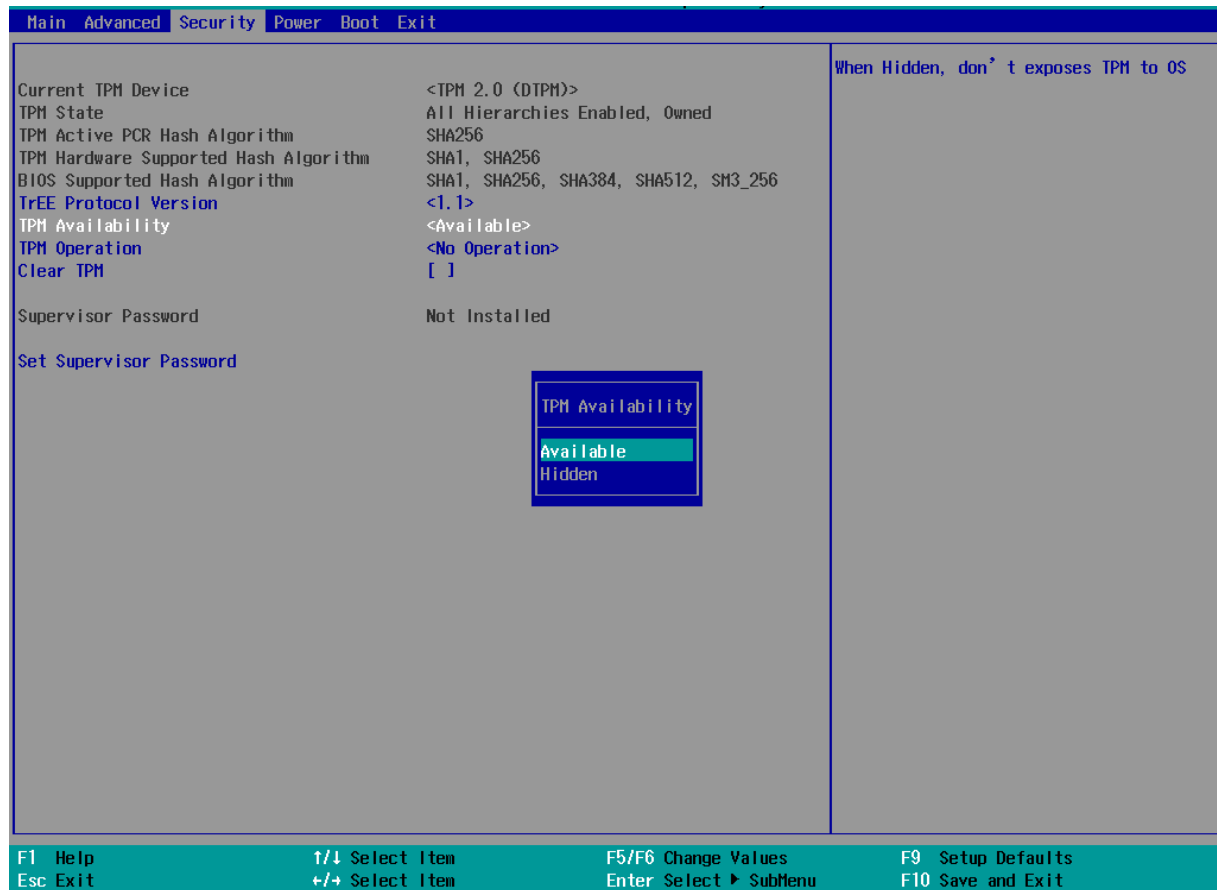 Main Advanced Security Power Boot Exit
When Hidden, don't exposes TPM to OS
Current TPM Device <TPM 2.0 (DTPM)>
TPM State All Hierarchies Enabled, Owned
TPM Active PCR Hash Algorithm SHA256
TPM Hardware Supported Hash Algorithm SHA1, SHA256
BIOS Supported Hash Algorithm SHA1, SHA256, SHA384, SHA512, SM3_256
TrEE Protocol Version <1.1>
TPM Availability <Available>
TPM Operation <No Operation>
Clear TPM [ ]
Supervisor Password Not Installed
Set Supervisor Password
TPM Availability
Available
Hidden
F1 Help ↑/↓ Select Item F5/F6 Change Values F9 Setup Defaults
Esc Exit ←/→ Select Item Enter Select ▶ SubMenu F10 Save and Exit